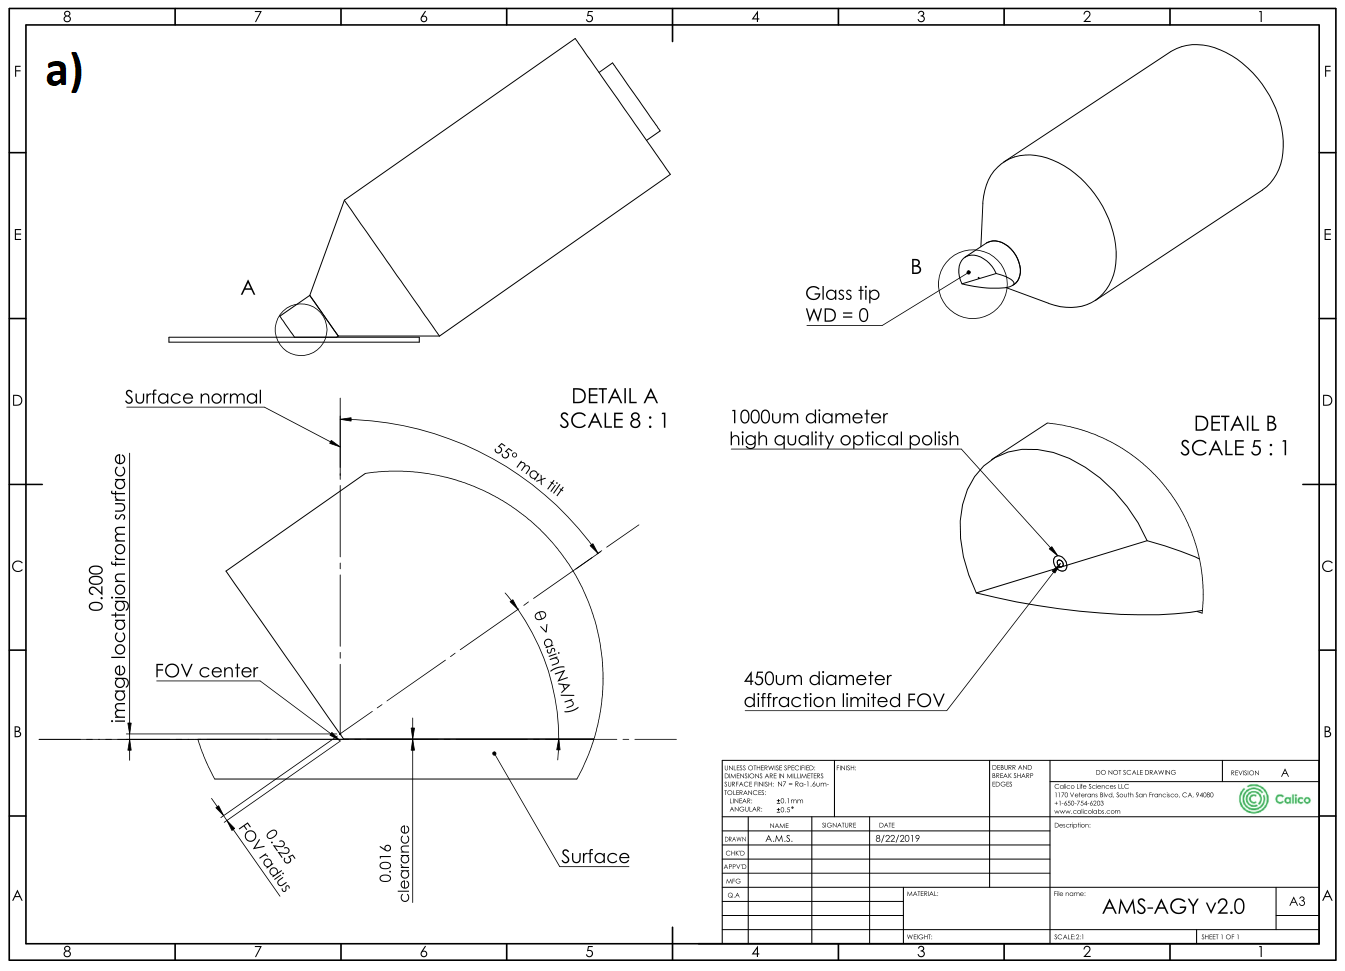 8 7 6 5 4 3 2 1
F
F
a)
E
E
A
B
Glass tip
WD = 0
D
D
Surface normal
DETAIL A
SCALE 8 : 1
55° max tilt
1000um diameter
high quality optical polish
DETAIL B
SCALE 5 : 1
0.200
image locatgion from surface
C
C
θ > asin(NA/n)
FOV center
450um diameter
diffraction limited FOV
B
B
0.225
FOV radius
0.016
clearance
Surface
A
A
UNLESS OTHERWISE SPECIFIED:
DIMENSIONS ARE IN MILLIMETERS
SURFACE FINISH: N7 = Ra-1.6um-
TOLERANCES:
LINEAR: ±0.1mm
ANGULAR: ±0.5°
FINISH:
DEBURR AND
BREAK SHARP
EDGES
DO NOT SCALE DRAWING
REVISION A
Calico Life Sciences LLC
1170 Veterans Blvd, South San Francisco, CA, 94080
+1-650-754-6203
www.calicolabs.com
Calico
NAME SIGNATURE DATE
DRAWN A.M.S. 8/22/2019
CHK'D
APPV'D
MFG
Q.A
Description:
MATERIAL:
File name:
AMS-AGY v2.0
A3
WEIGHT:
SCALE:2:1
SHEET 1 OF 1
8 7 6 5 4 3 2 1